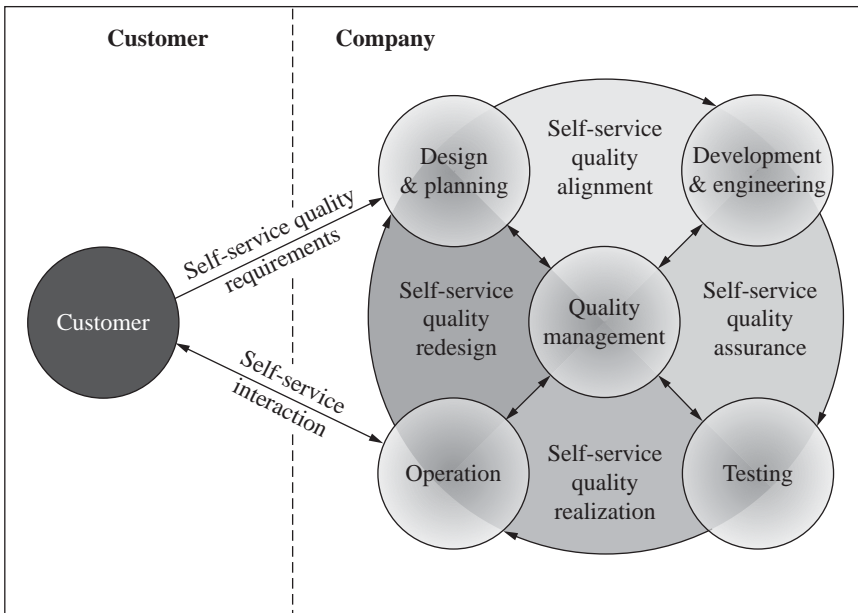 Customer
Company
Design
& planning
Self-service
quality
alignment
Development
& engineering
Self-service quality
requirements
Customer
Self-service
quality
redesign
Quality
management
Self-service
quality
assurance
Self-service
interaction
Operation
Self-service
quality
realization
Testing